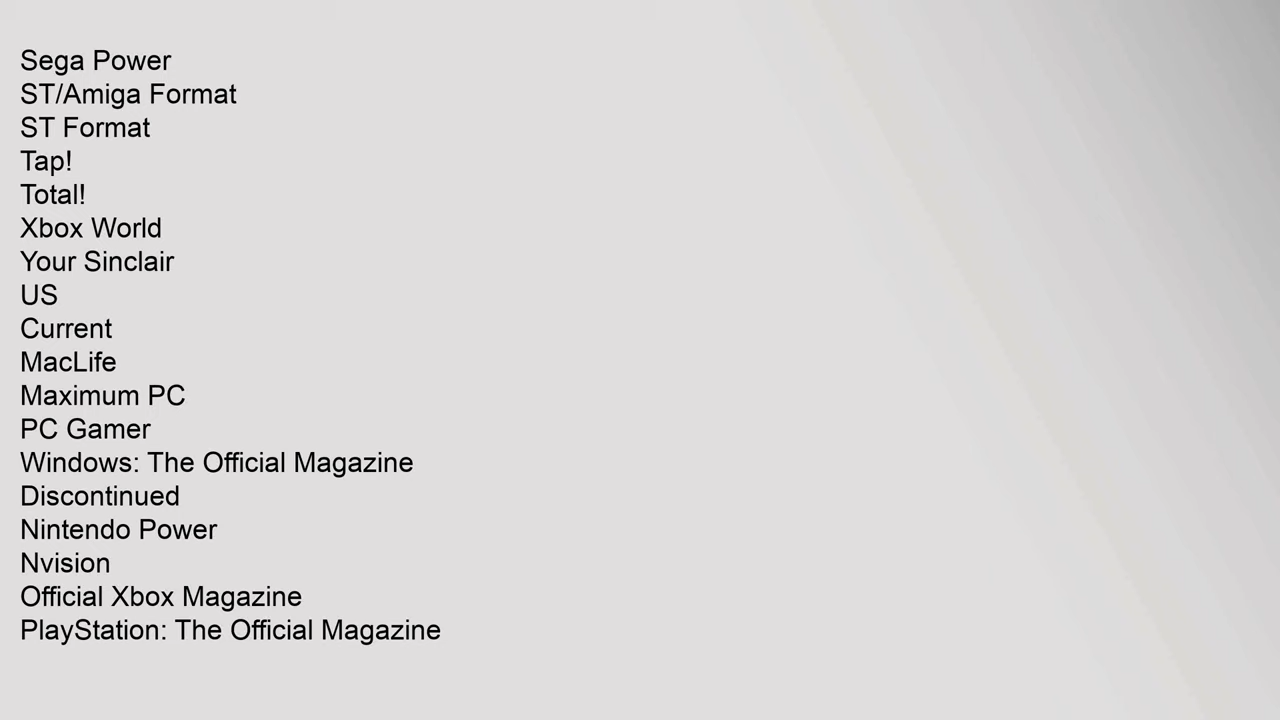 Sega Power
ST/Amiga Format
ST Format
Tap!
Total!
Xbox World
Your Sinclair
US
Current
MacLife
Maximum PC
PC Gamer
Windows: The Official Magazine
Discontinued
Nintendo Power
Nvision
Official Xbox Magazine
PlayStation: The Official Magazine